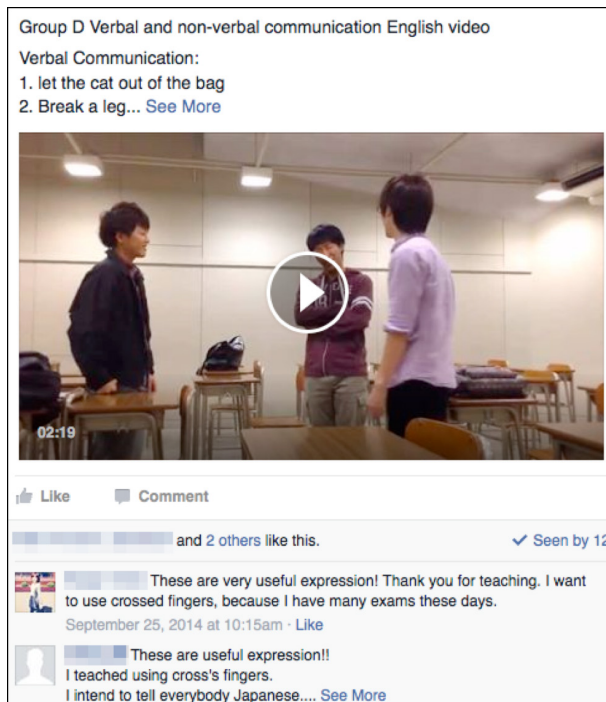 Group D Verbal and non-verbal communication English video
Verbal Communication:
1. let the cat out of the bag
2. Break a leg... See More
02:19
Like Comment
and 2 others like this. Seen by 12
These are very useful expression! Thank you for teaching. I want
to use crossed fingers, because I have many exams these days.
September 25, 2014 at 10:15am · Like
These are useful expression!!
I teached using cross's fingers.
I intend to tell everybody Japanese.... See More